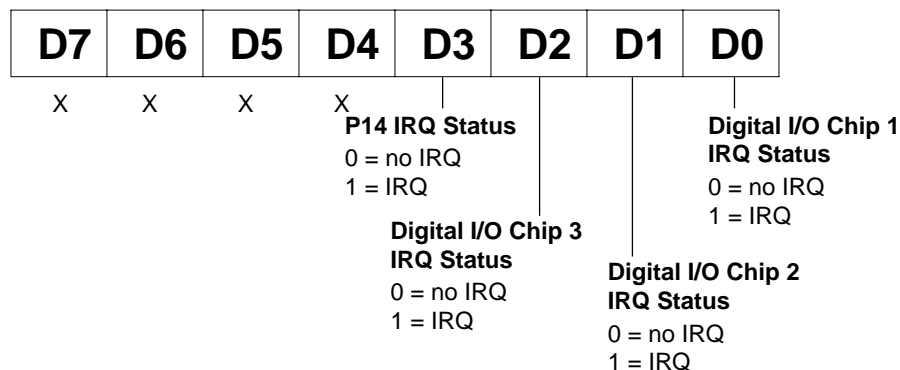 D7 D6 D5 D4 D3 D2 D1 D0
X X X X
P14 IRQ Status
0 = no IRQ
1 = IRQ
Digital I/O Chip 1
IRQ Status
0 = no IRQ
1 = IRQ
Digital I/O Chip 3
IRQ Status
0 = no IRQ
1 = IRQ
Digital I/O Chip 2
IRQ Status
0 = no IRQ
1 = IRQ